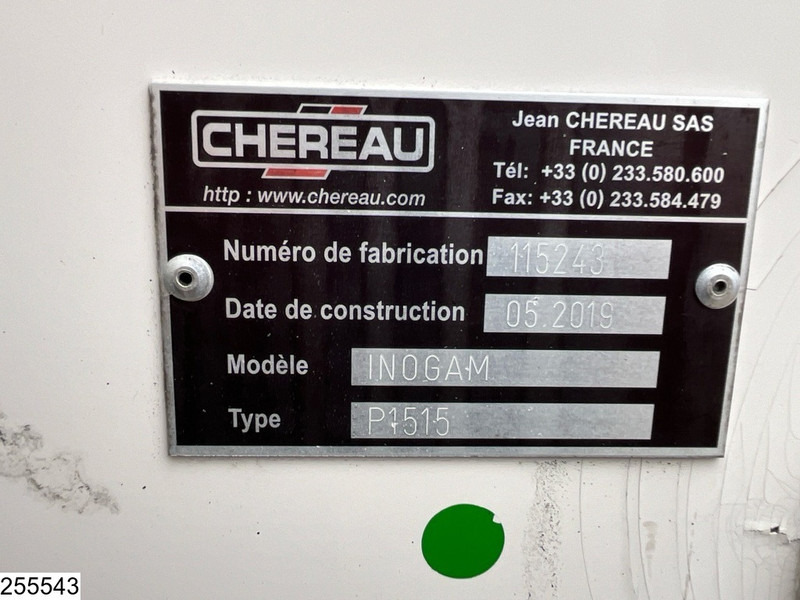 CHEREAU
http : www.chereau.com
Jean CHEREAU SAS
FRANCE
Tél: +33 (0) 233.580.600
Fax: +33 (0) 233.584.479
Numéro de fabrication 115243
Date de construction 05.2019
Modèle INOGAM
Type P1515
255543